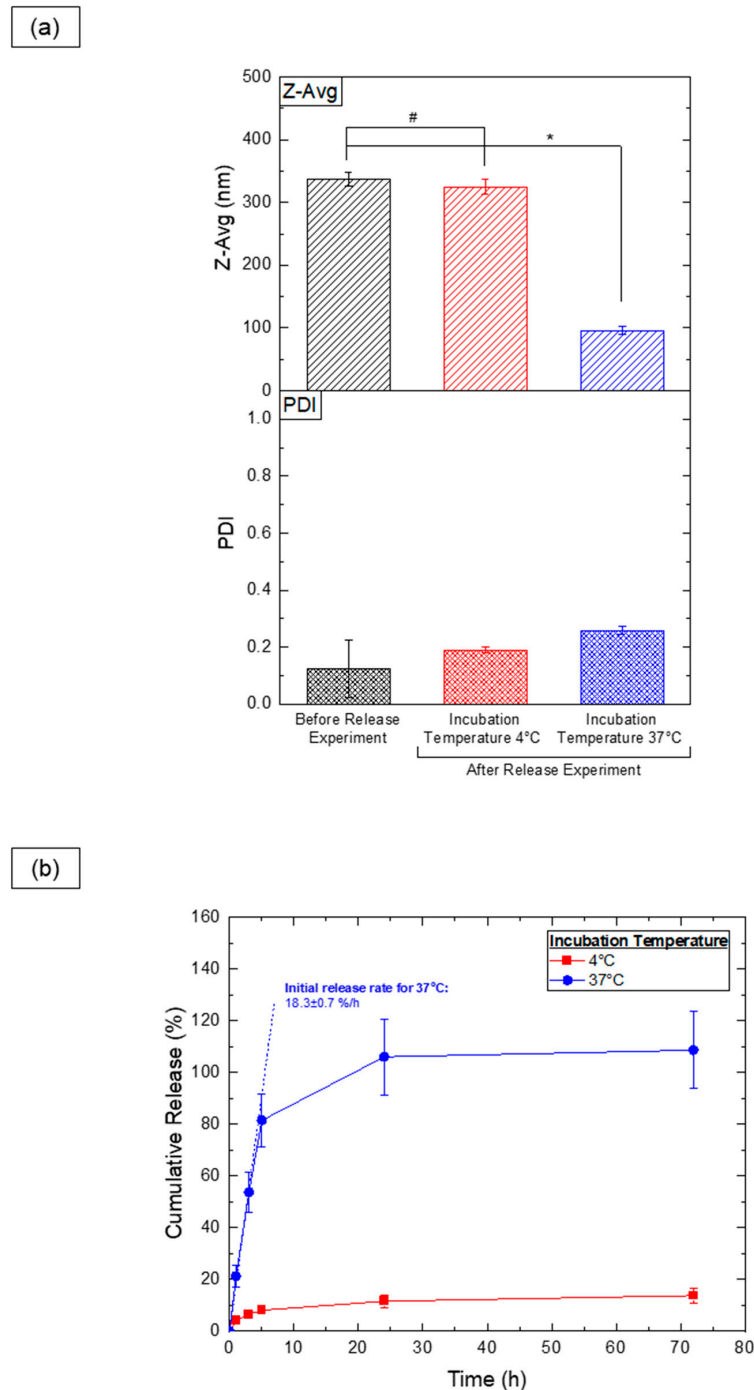 (a)
Z-Avg
500
400
300
200
100
0
Z-Avg (nm)
#
*
PDI
1.0
0.8
0.6
0.4
0.2
0.0
PDI
Before Release
Experiment
Incubation
Temperature 4°C
Incubation
Temperature 37°C
After Release Experiment
(b)
160
140
120
100
80
60
40
20
0
Cumulative Release (%)
Initial release rate for 37°C:
18.3±0.7 %/h
Incubation Temperature
4°C
37°C
0 10 20 30 40 50 60 70 80
Time (h)